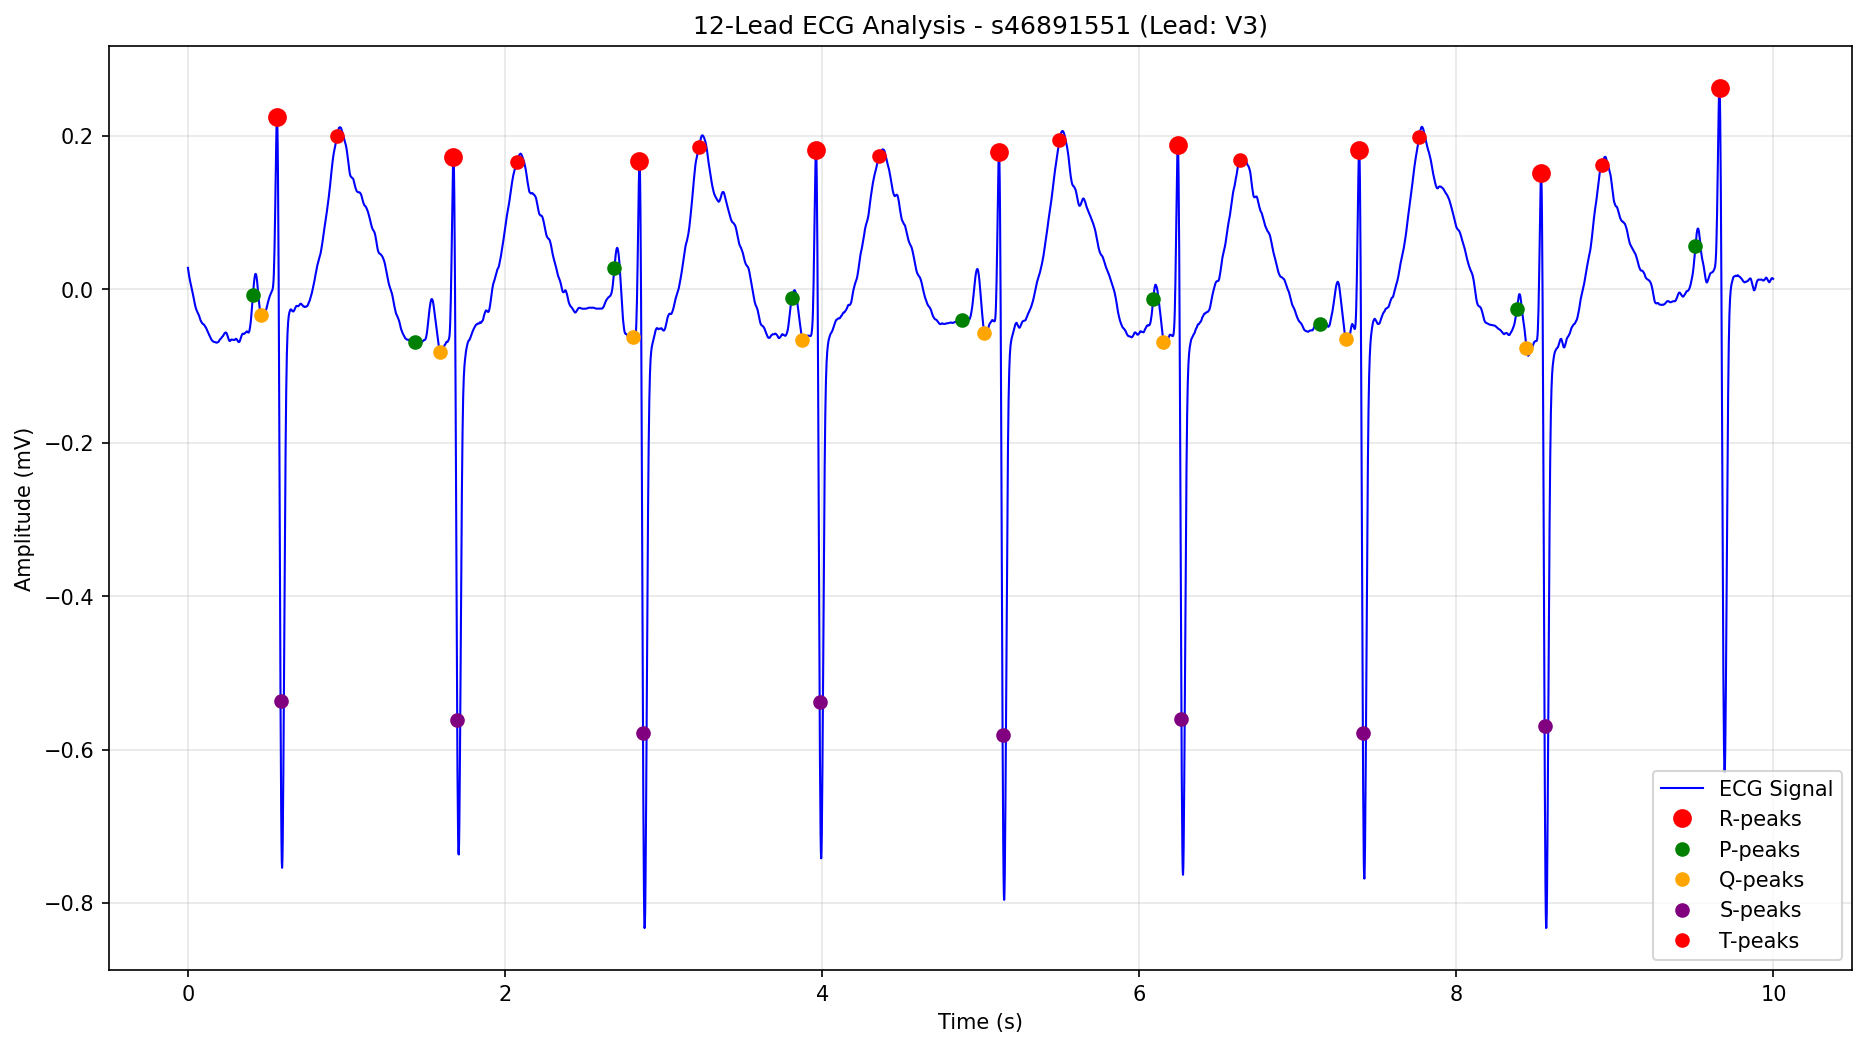 12-Lead ECG Analysis - s46891551 (Lead: V3)
Amplitude (mV)
0.2
0.0
−0.2
−0.4
−0.6
−0.8
0
2
4
6
8
10
Time (s)
ECG Signal
R-peaks
P-peaks
Q-peaks
S-peaks
T-peaks